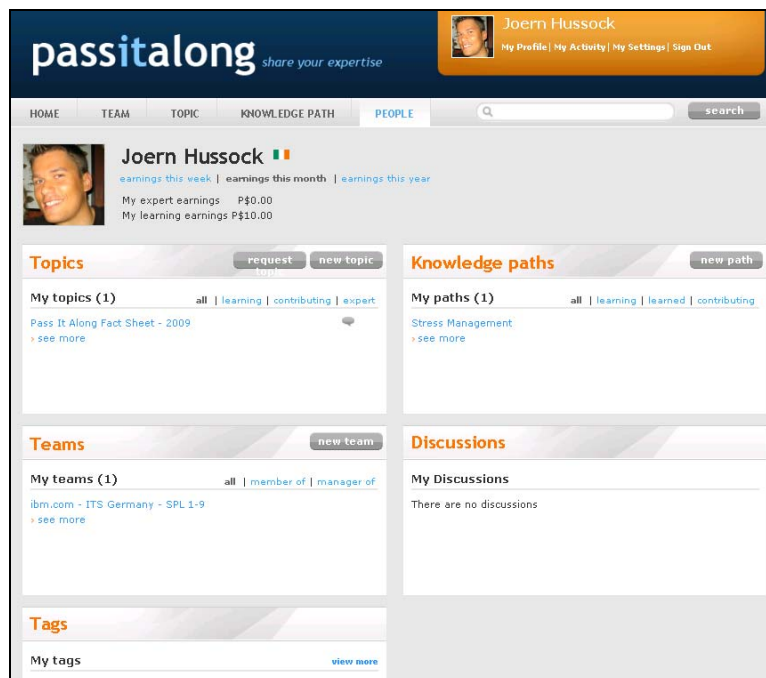 Joern Hussock
passitalong share your expertise
My Profile| My Activity| My Settings| Sign Out
HOME TEAM TOPIC KNOWLEDGE PATH PEOPLE search
Joern Hussock
earnings this week | earnings this month | earnings this year
My expert earnings P$0.00
My learning earnings P$10.00
Topics request topic new topic
My topics (1) all | learning | contributing | expert
Pass It Along Fact Sheet - 2009
› see more
Knowledge paths new path
My paths (1) all | learning | learned | contributing
Stress Management
› see more
Teams new team
My teams (1) all | member of | manager of
ibm.com - ITS Germany - SPL 1-9
› see more
Discussions
My Discussions
There are no discussions
Tags
My tags view more